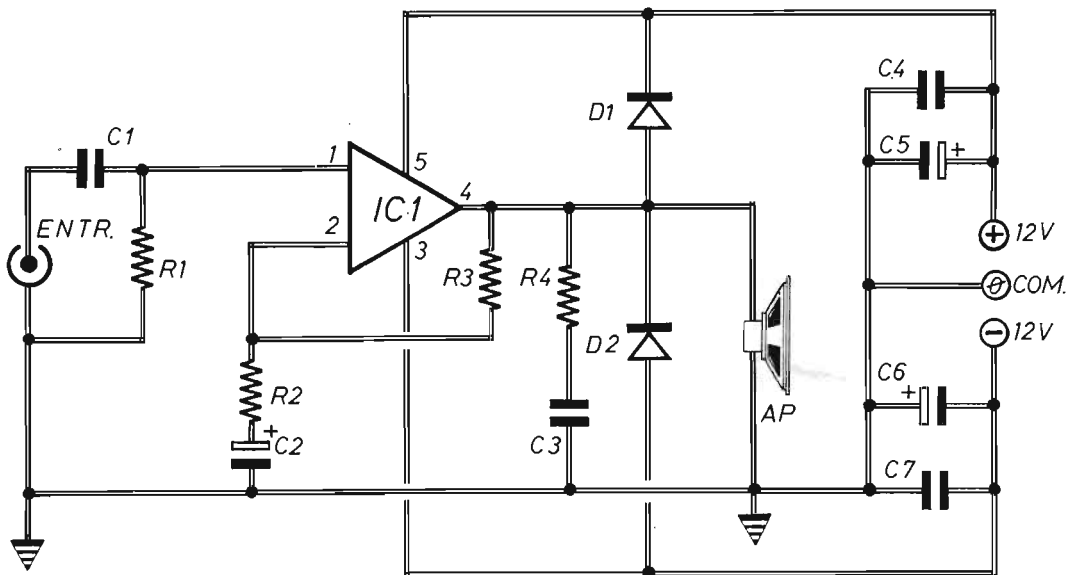 C1
ENTR.
R1
1
2
IC1
5
4
3
R2
+
C2
R3
R4
C3
D1
D2
AP
C4
C5
+
+ 12V
0 COM.
- 12V
C6
+
C7